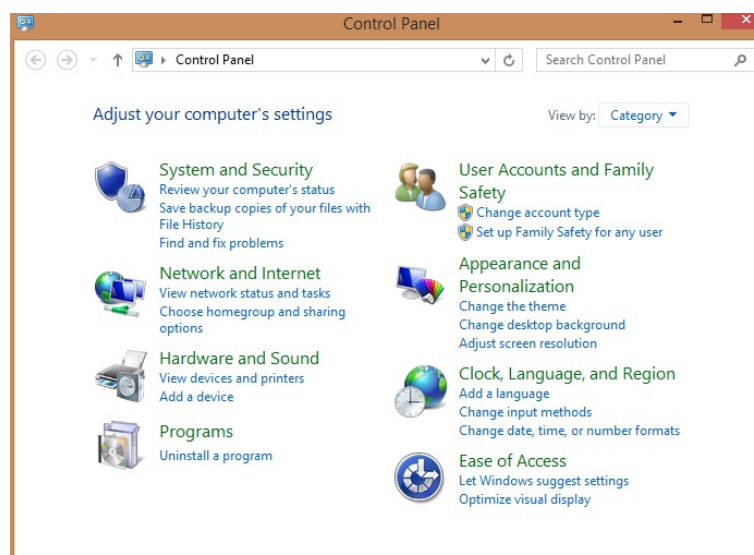 Control Panel
Control Panel
Search Control Panel
Adjust your computer's settings
View by: Category
System and Security
Review your computer's status
Save backup copies of your files with
File History
Find and fix problems
Network and Internet
View network status and tasks
Choose homegroup and sharing
options
Hardware and Sound
View devices and printers
Add a device
Programs
Uninstall a program
User Accounts and Family
Safety
Change account type
Set up Family Safety for any user
Appearance and
Personalization
Change the theme
Change desktop background
Adjust screen resolution
Clock, Language, and Region
Add a language
Change input methods
Change date, time, or number formats
Ease of Access
Let Windows suggest settings
Optimize visual display